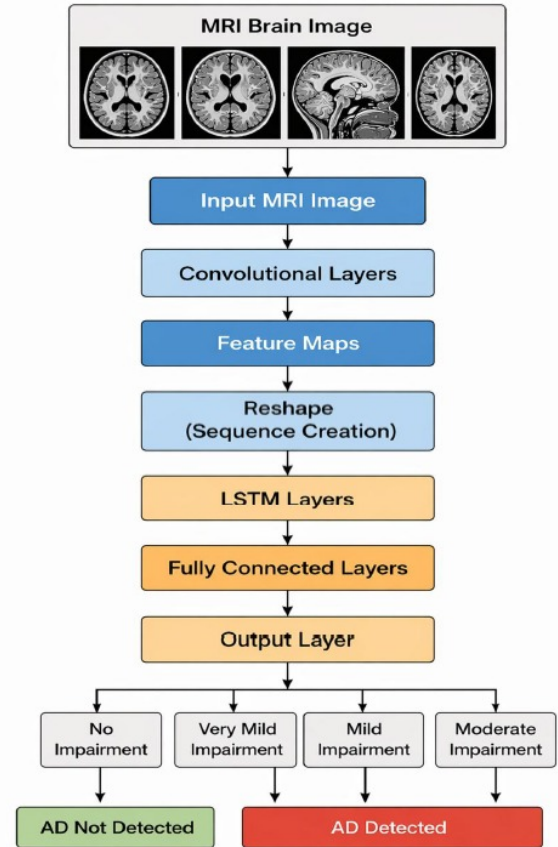 MRI Brain Image
Input MRI Image
Convolutional Layers
Feature Maps
Reshape
(Sequence Creation)
LSTM Layers
Fully Connected Layers
Output Layer
No
Impairment
Very Mild
Impairment
Mild
Impairment
Moderate
Impairment
AD Not Detected
AD Detected